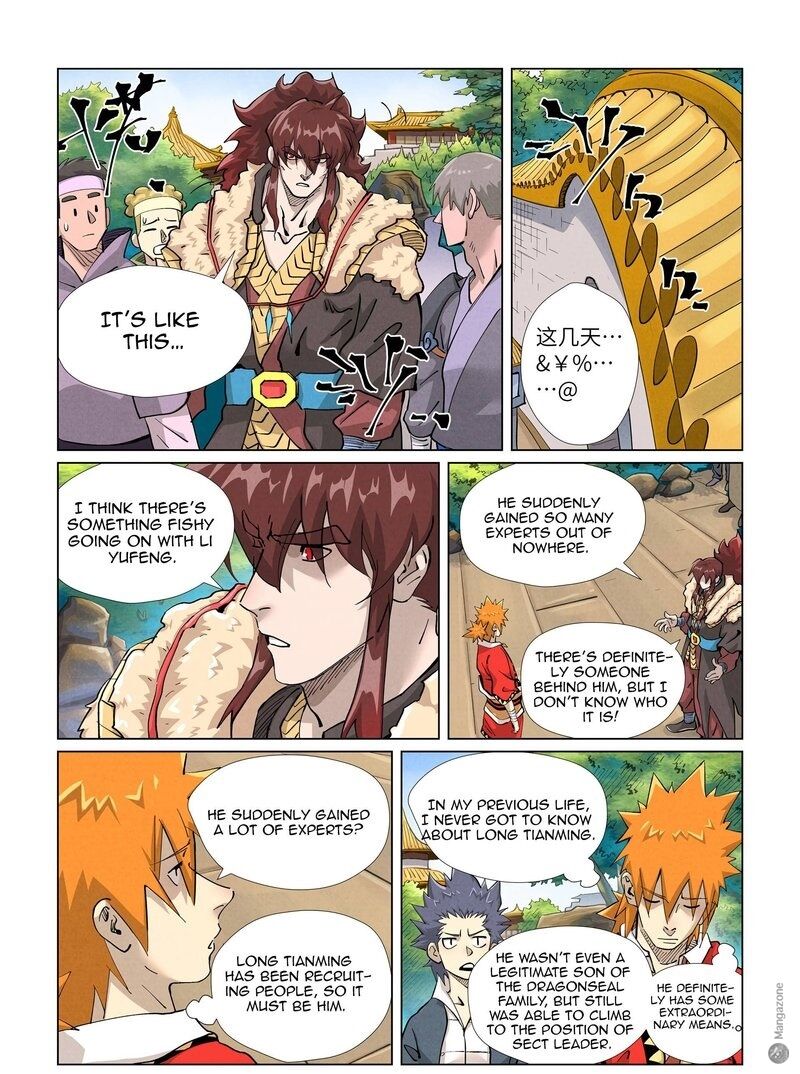 IT'S LIKE
THIS...
这几天…
&￥%…
…@
I THINK THERE'S
SOMETHING FISHY
GOING ON WITH LI
YUFENG.
HE SUDDENLY
GAINED SO MANY
EXPERTS OUT OF
NOWHERE.
THERE'S DEFINITE-
LY SOMEONE
BEHIND HIM, BUT I
DON'T KNOW WHO
IT IS!
HE SUDDENLY GAINED
A LOT OF EXPERTS?
LONG TIANMING
HAS BEEN RECRUIT-
ING PEOPLE, SO IT
MUST BE HIM.
IN MY PREVIOUS LIFE,
I NEVER GOT TO KNOW
ABOUT LONG TIANMING.
HE WASN'T EVEN A
LEGITIMATE SON OF
THE DRAGONSEAL
FAMILY, BUT STILL
WAS ABLE TO CLIMB
TO THE POSITION OF
SECT LEADER.
HE DEFINITE-
LY HAS SOME
EXTRAORDI-
NARY MEANS.
Mangazone